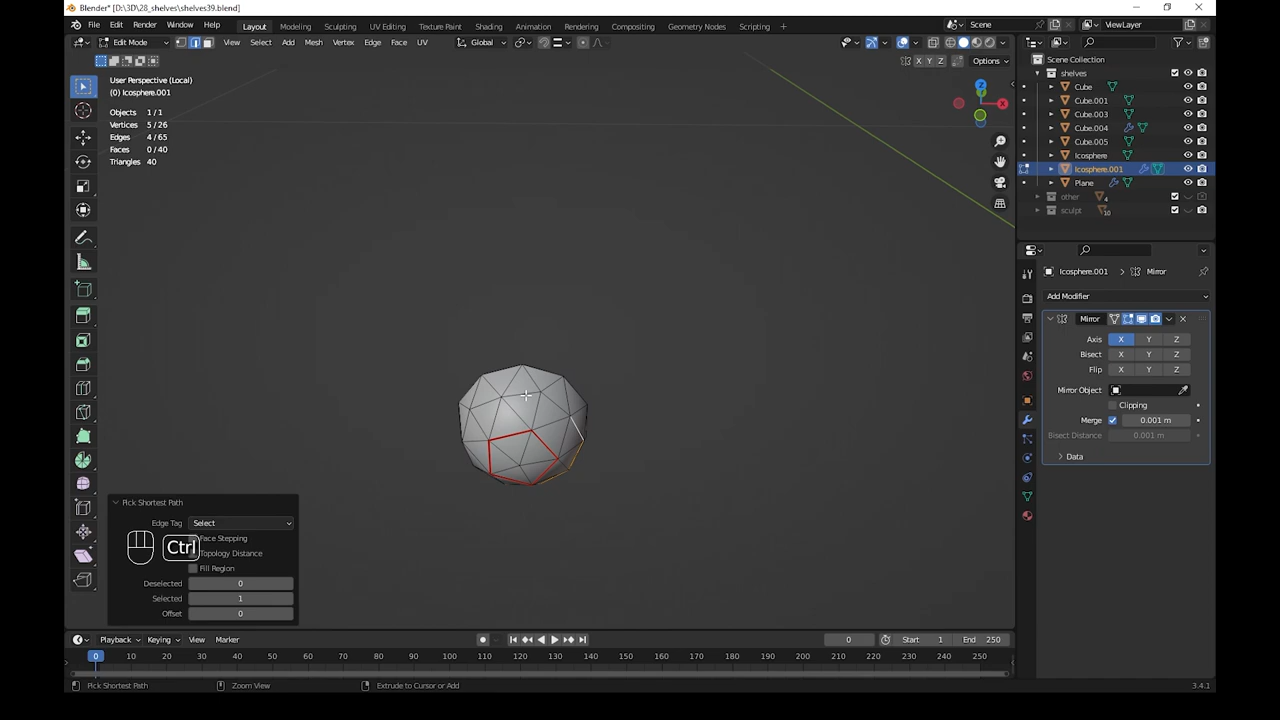 Blender* [D:\3D\28_shelves\shelves39.blend]
File Edit Render Window Help Layout Modeling Sculpting UV Editing Texture Paint Shading Animation Rendering Compositing Geometry Nodes Scripting + Scene ViewLayer
Edit Mode View Select Add Mesh Vertex Edge Face UV Global
X Y Z Options
User Perspective (Local)
(0) Icosphere.001
Objects 1/1
Vertices 5/26
Edges 4/65
Faces 0/40
Triangles 40
Z
X
Scene Collection
shelves
Cube
Cube.001
Cube.003
Cube.004
Cube.005
Icosphere
Icosphere.001
Plane
other 4
sculpt 10
Icosphere.001 > Mirror
Add Modifier
Mirror
Axis X Y Z
Bisect X Y Z
Flip X Y Z
Mirror Object
Clipping
Merge 0.001 m
Bisect Distance 0.001 m
Data
Pick Shortest Path
Edge Tag Select
Ctrl
Face Stepping
Topology Distance
Fill Region
Deselected 0
Selected 1
Offset 0
Playback Keying View Marker 0 Start 1 End 250
0 10 20 30 40 50 60 70 80 90 100 110 120 130 140 150 160 170 180 190 200 210 220 230 240 250
Pick Shortest Path Zoom View Extrude to Cursor or Add 3.4.1